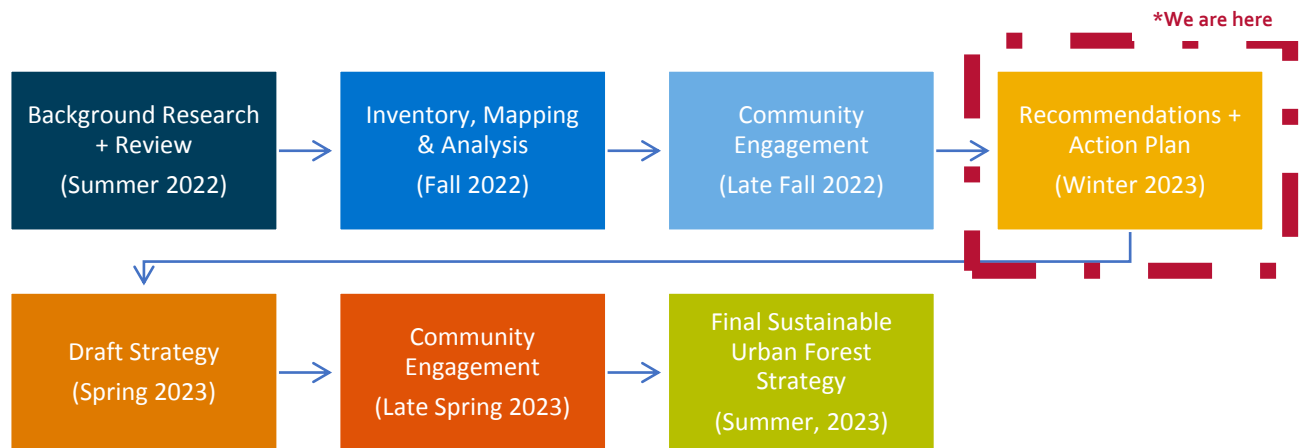 *We are here
Background Research
+ Review
(Summer 2022)
Inventory, Mapping
& Analysis
(Fall 2022)
Community
Engagement
(Late Fall 2022)
Recommendations +
Action Plan
(Winter 2023)
Draft Strategy
(Spring 2023)
Community
Engagement
(Late Spring 2023)
Final Sustainable
Urban Forest
Strategy
(Summer, 2023)